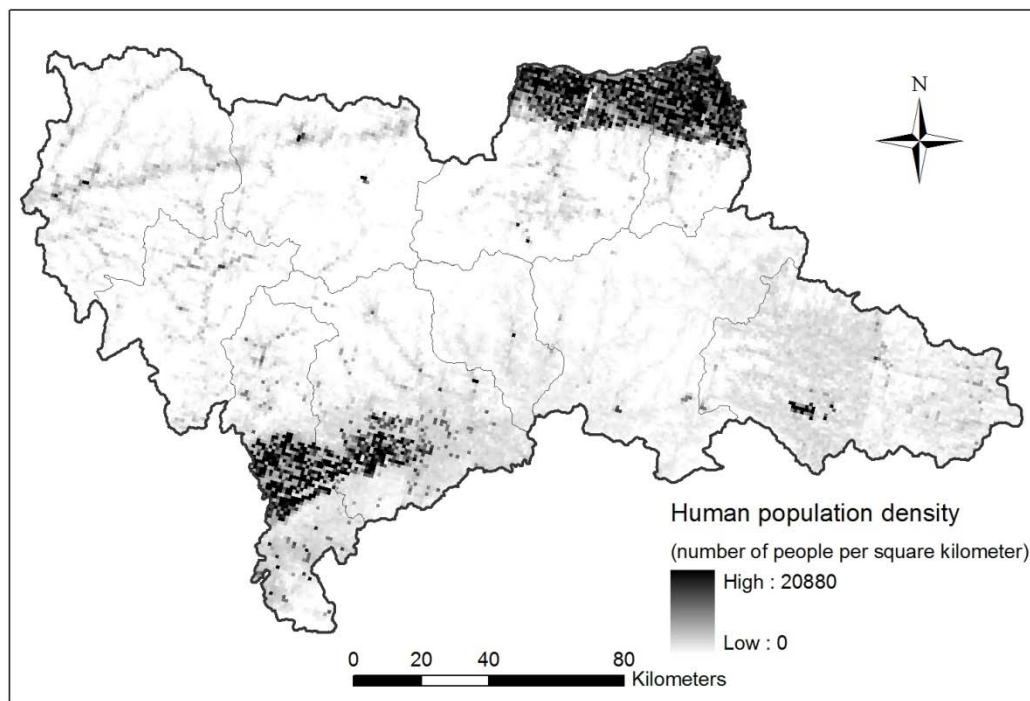 N
Human population density
(number of people per square kilometer)
High : 20880
Low : 0
0 20 40 80
Kilometers